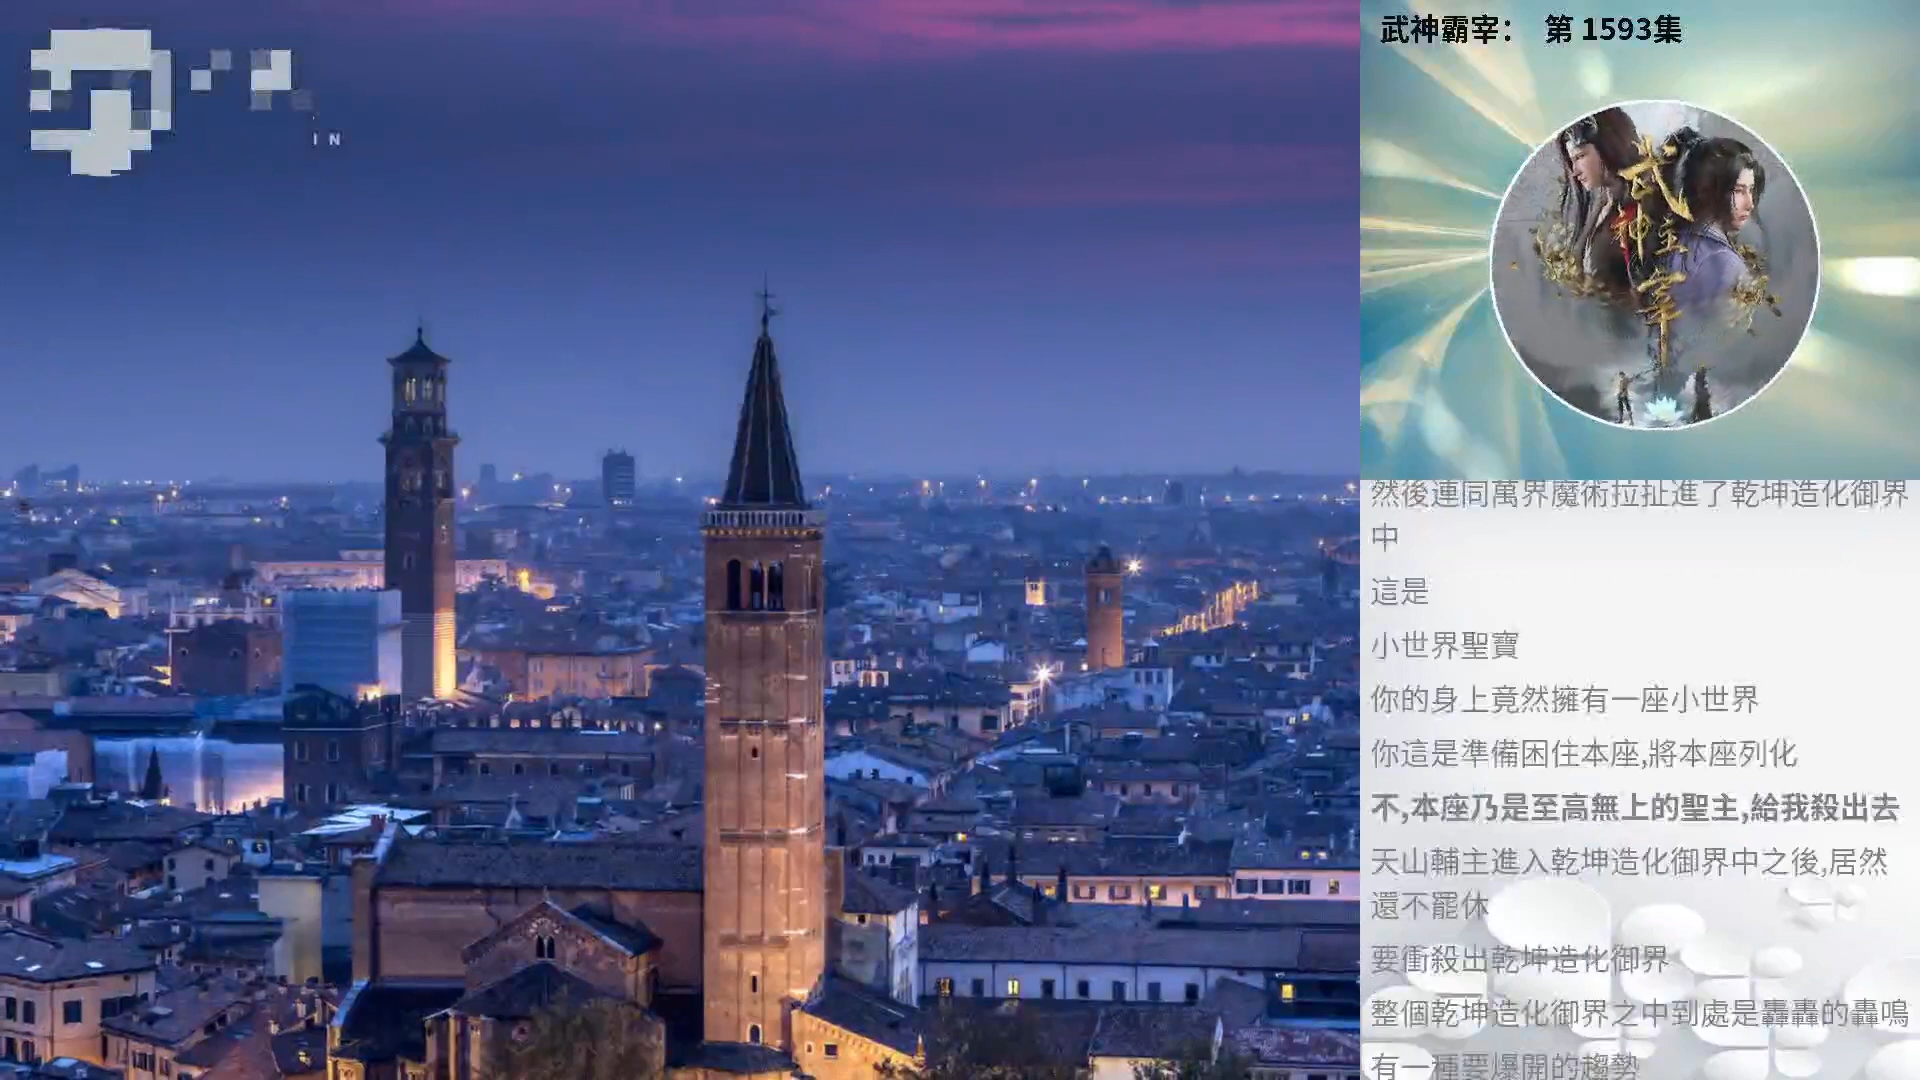 IN
武神霸宰： 第 1593集
武神主宰
然後連同萬界魔術拉扯進了乾坤造化御界
中
這是
小世界聖寶
你的身上竟然擁有一座小世界
你這是準備困住本座,將本座列化
不,本座乃是至高無上的聖主,給我殺出去
天山輔主進入乾坤造化御界中之後,居然
還不罷休
要衝殺出乾坤造化御界
整個乾坤造化御界之中到處是轟轟的轟鳴
有一種要爆開的趨勢